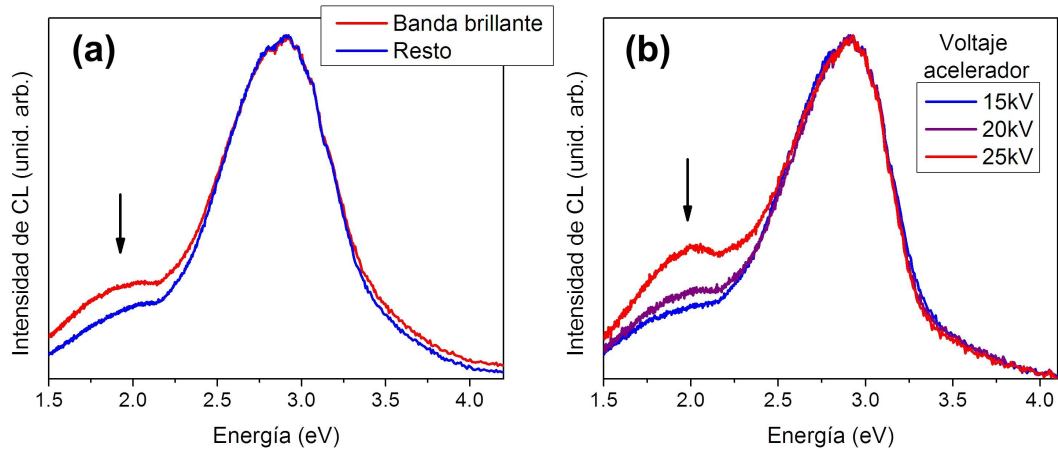 (a)
Banda brillante
Resto
Intensidad de CL (unid. arb.)
1.5 2.0 2.5 3.0 3.5 4.0
Energía (eV)
(b)
Voltaje
acelerador
15kV
20kV
25kV
Intensidad de CL (unid. arb.)
1.5 2.0 2.5 3.0 3.5 4.0
Energía (eV)